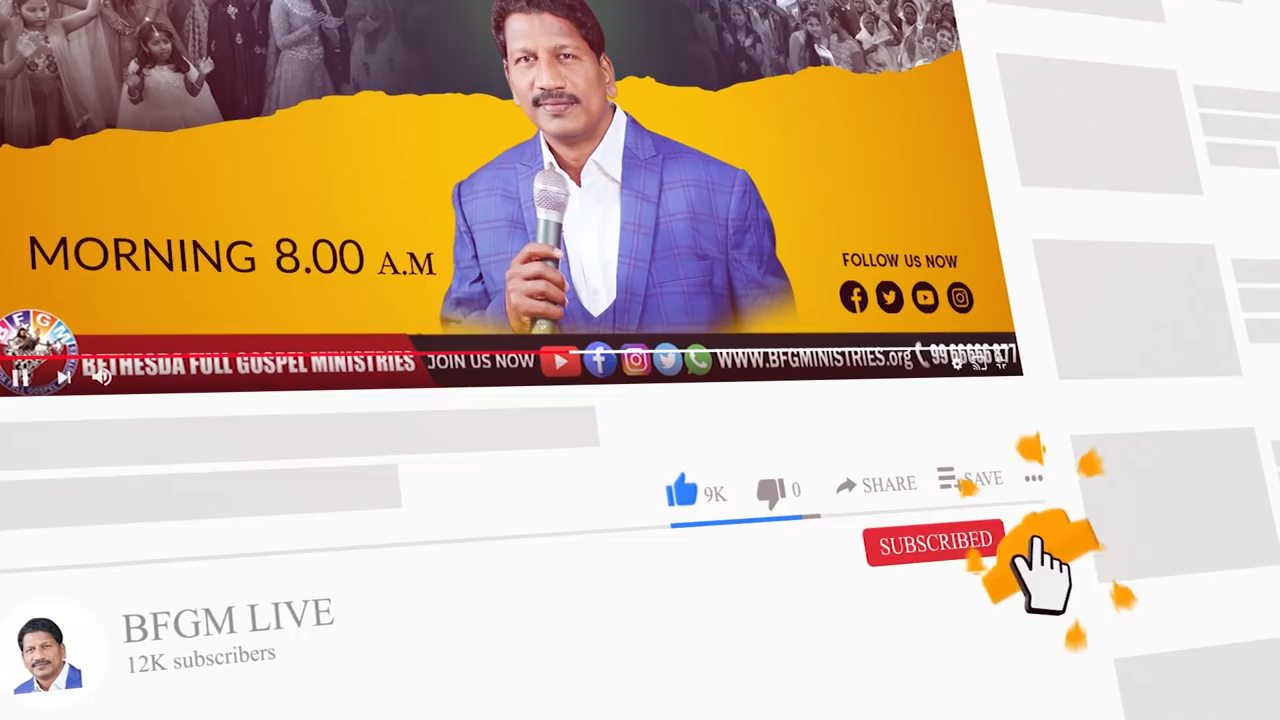 MORNING 8.00 A.M
FOLLOW US NOW
BFGM
BETHESDA FULL GOSPEL MINISTRIES JOIN US NOW WWW.BFGMINISTRIES.org
9K 0 SHARE SAVE
SUBSCRIBED
BFGM LIVE
12K subscribers